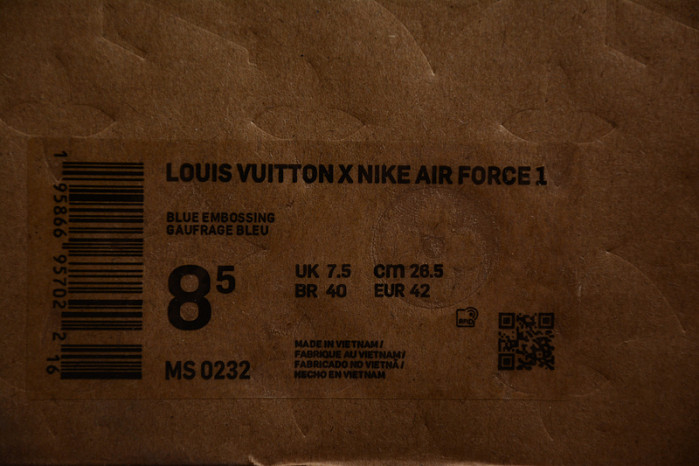 LOUIS VUITTON X NIKE AIR FORCE 1
BLUE EMBOSSING
GAUFRAGE BLEU
8 5
UK 7.5 cm 26.5
BR 40 EUR 42
MS 0232
MADE IN VIETNAM /
FABRIQUE AU VIETNAM /
FABRICADO NO VIETNÃ /
HECHO EN VIETNAM
1 95866 95702 2 16